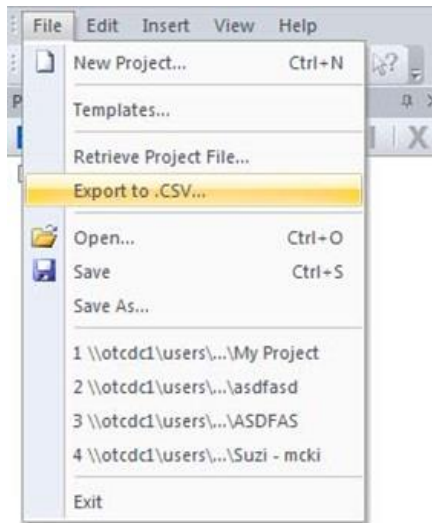 File Edit Insert View Help
New Project... Ctrl+N
Templates...
Retrieve Project File...
Export to .CSV...
Open... Ctrl+O
Save Ctrl+S
Save As...
1 \\otcdc1\users\...\My Project
2 \\otcdc1\users\...\asdfasd
3 \\otcdc1\users\...\ASDFAS
4 \\otcdc1\users\...\Suzi - mcki
Exit